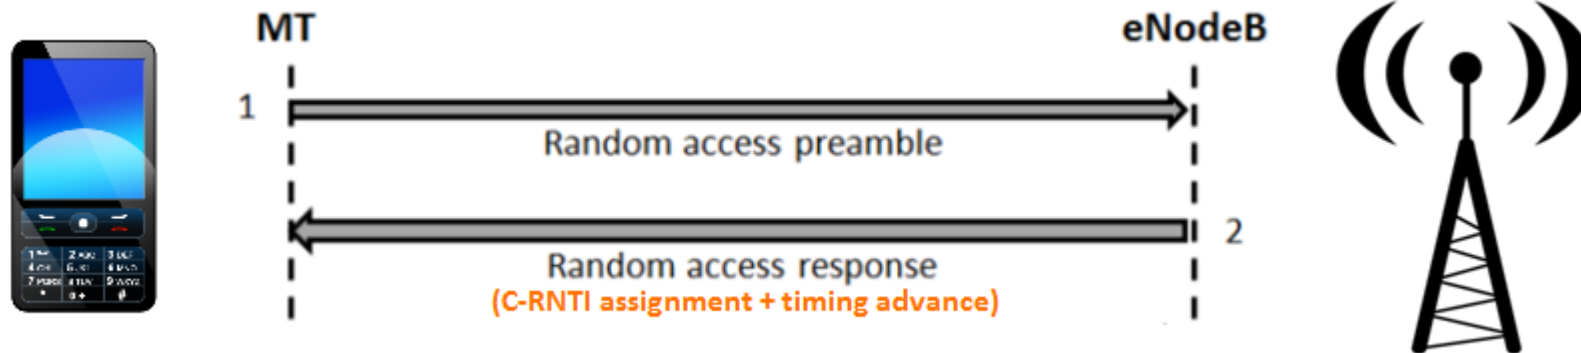 MT
eNodeB
1
Random access preamble
2
Random access response
(C-RNTI assignment + timing advance)